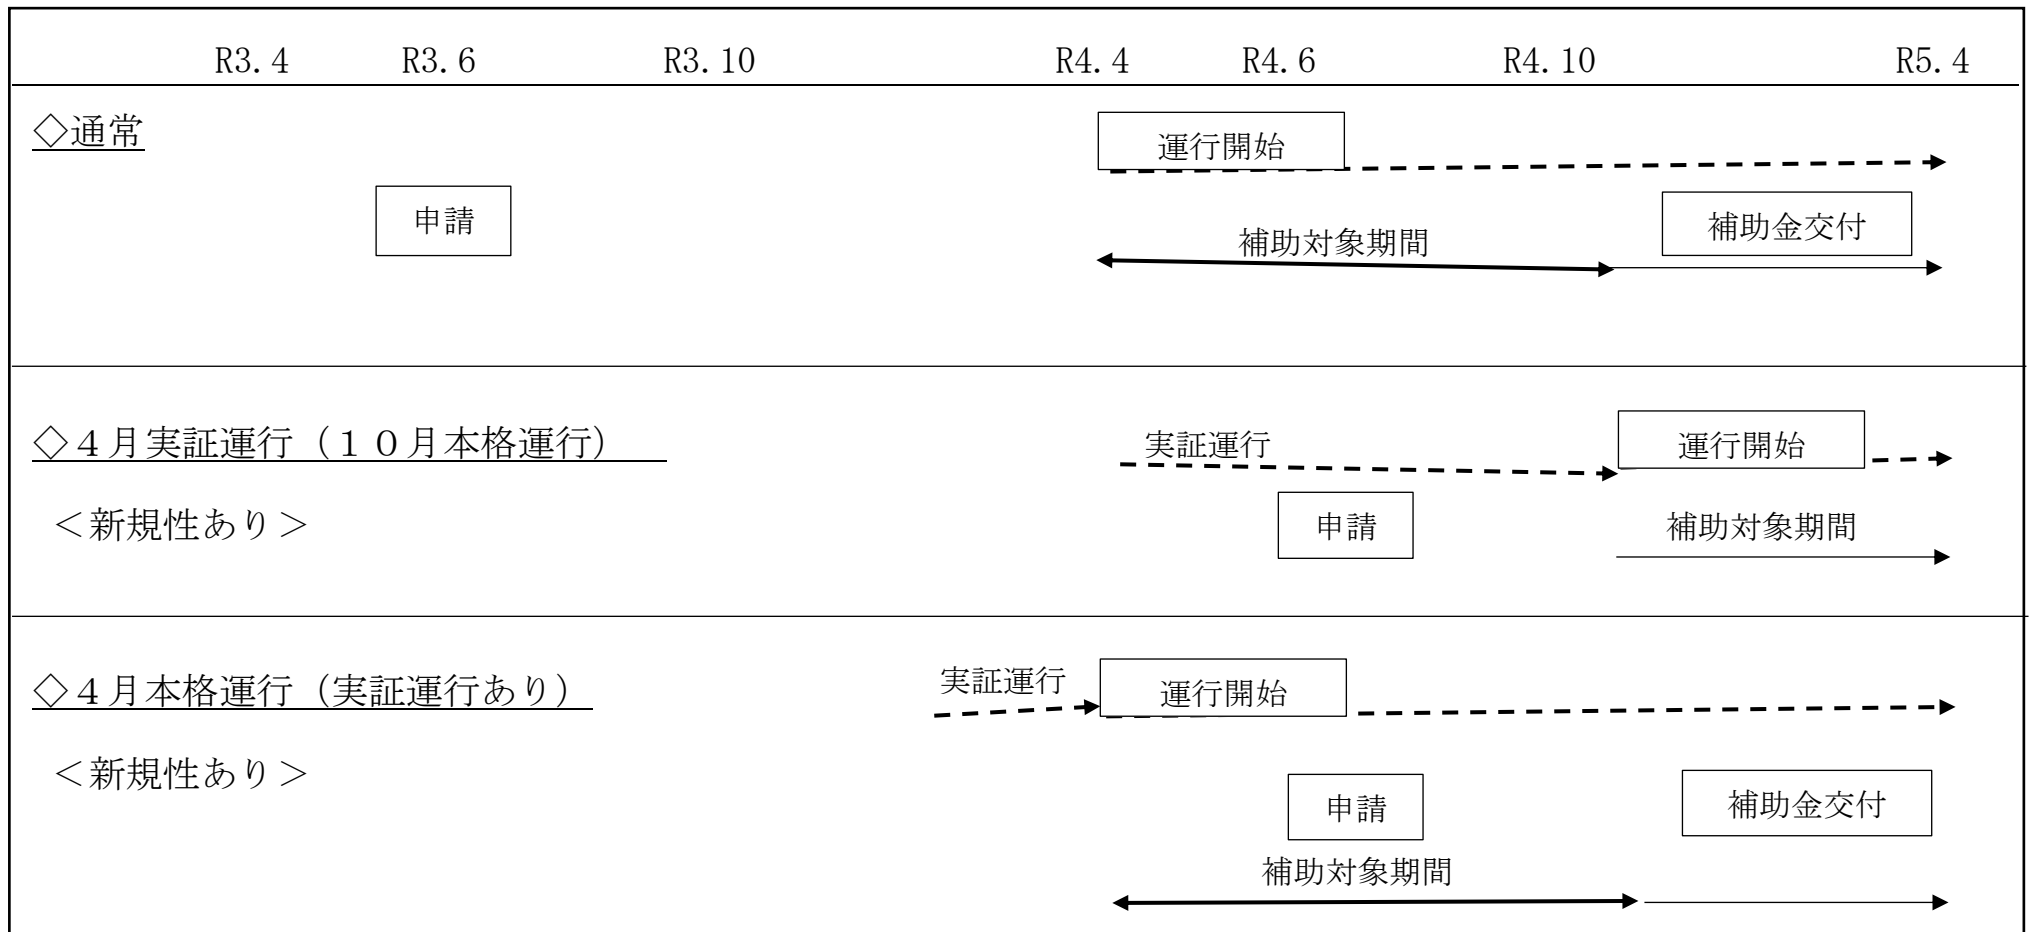 R3.4 R3.6 R3.10 R4.4 R4.6 R4.10 R5.4
◇通常
運行開始
申請
補助対象期間
補助金交付
◇４月実証運行（１０月本格運行）
実証運行
運行開始
＜新規性あり＞
申請
補助対象期間
◇４月本格運行（実証運行あり）
実証運行
運行開始
＜新規性あり＞
申請
補助金交付
補助対象期間